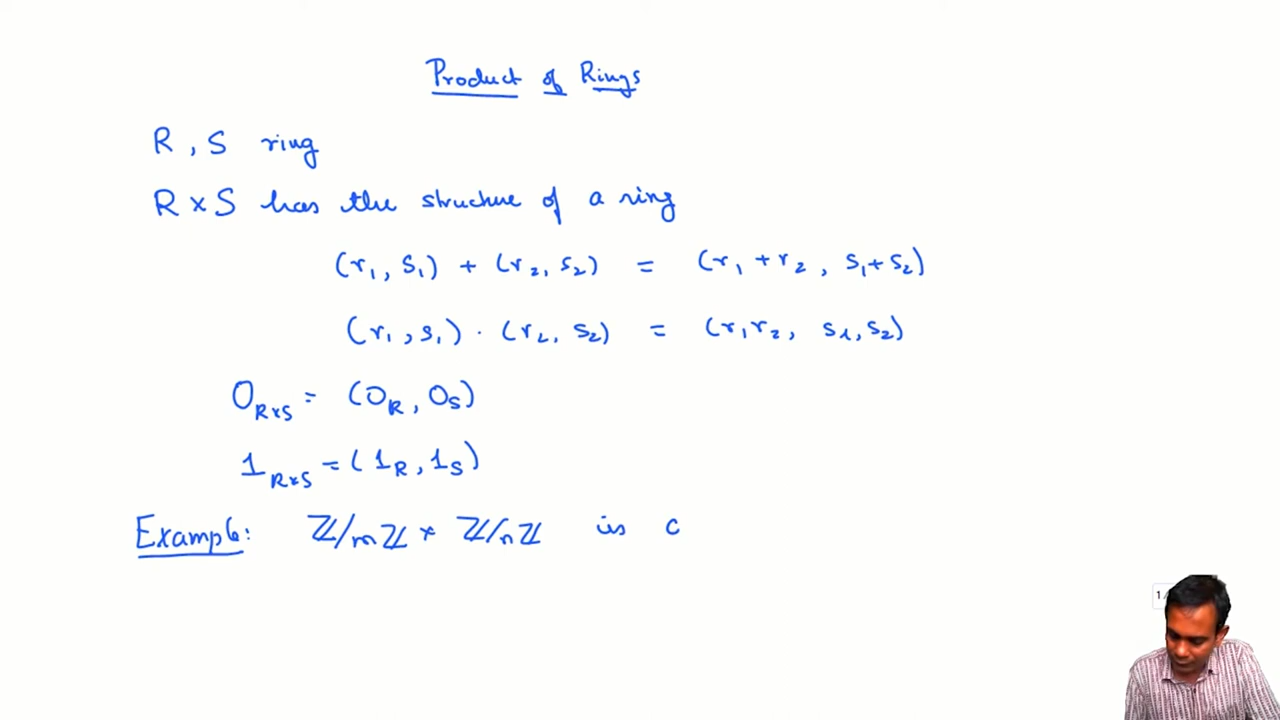 Product of Rings
R, S ring
R × S has the structure of a ring
(r₁, s₁) + (r₂, s₂) = (r₁ + r₂, s₁ + s₂)
(r₁, s₁) · (r₂, s₂) = (r₁r₂, s₁, s₂)
0_{R×S} = (0_R, 0_S)
1_{R×S} = (1_R, 1_S)
Example: ℤ/mℤ × ℤ/nℤ is c
1